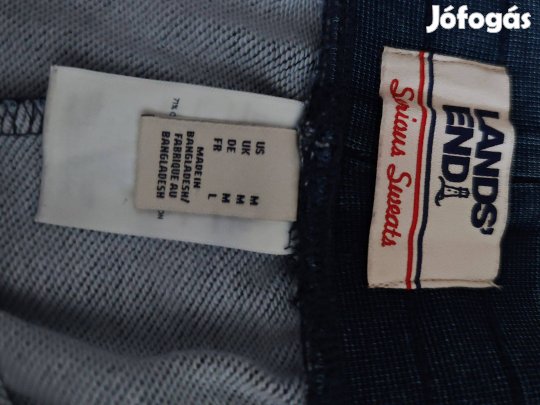 Jófogás
LANDS'
END
Serious Sweats
US M
UK M
DE M
FR L
MADE IN
BANGLADESH/
FABRIQUE AU
BANGLADESH